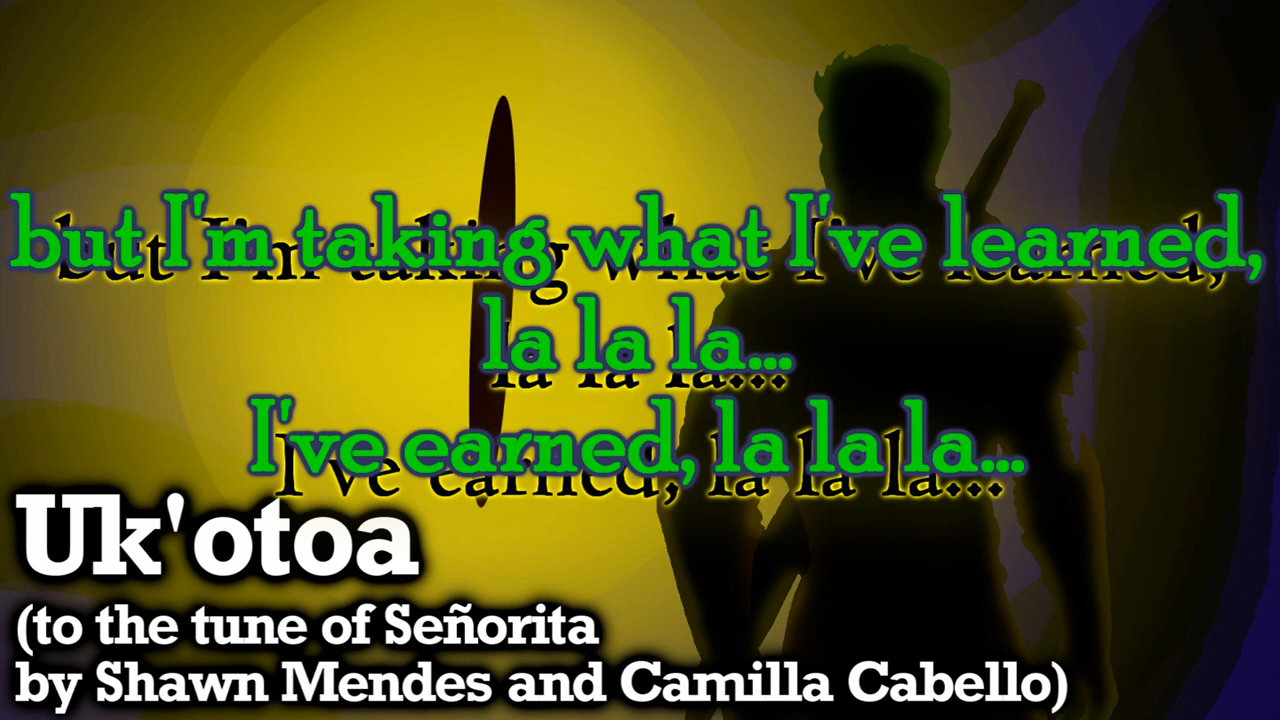 but I'm taking what I've learned,
la la la...
I've earned, la la la...
Uk'otoa
(to the tune of Señorita
by Shawn Mendes and Camilla Cabello)